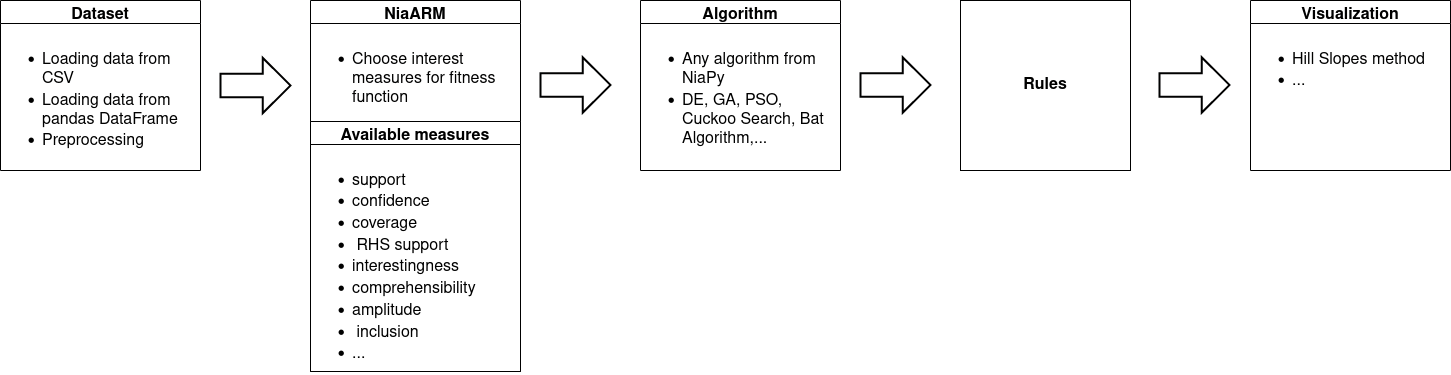 Dataset
Loading data from
CSV
Loading data from
pandas DataFrame
Preprocessing
NiaARM
Choose interest
measures for fitness
function
Available measures
support
confidence
coverage
RHS support
interestingness
comprehensibility
amplitude
inclusion
...
Algorithm
Any algorithm from
NiaPy
DE, GA, PSO,
Cuckoo Search, Bat
Algorithm,...
Rules
Visualization
Hill Slopes method
...